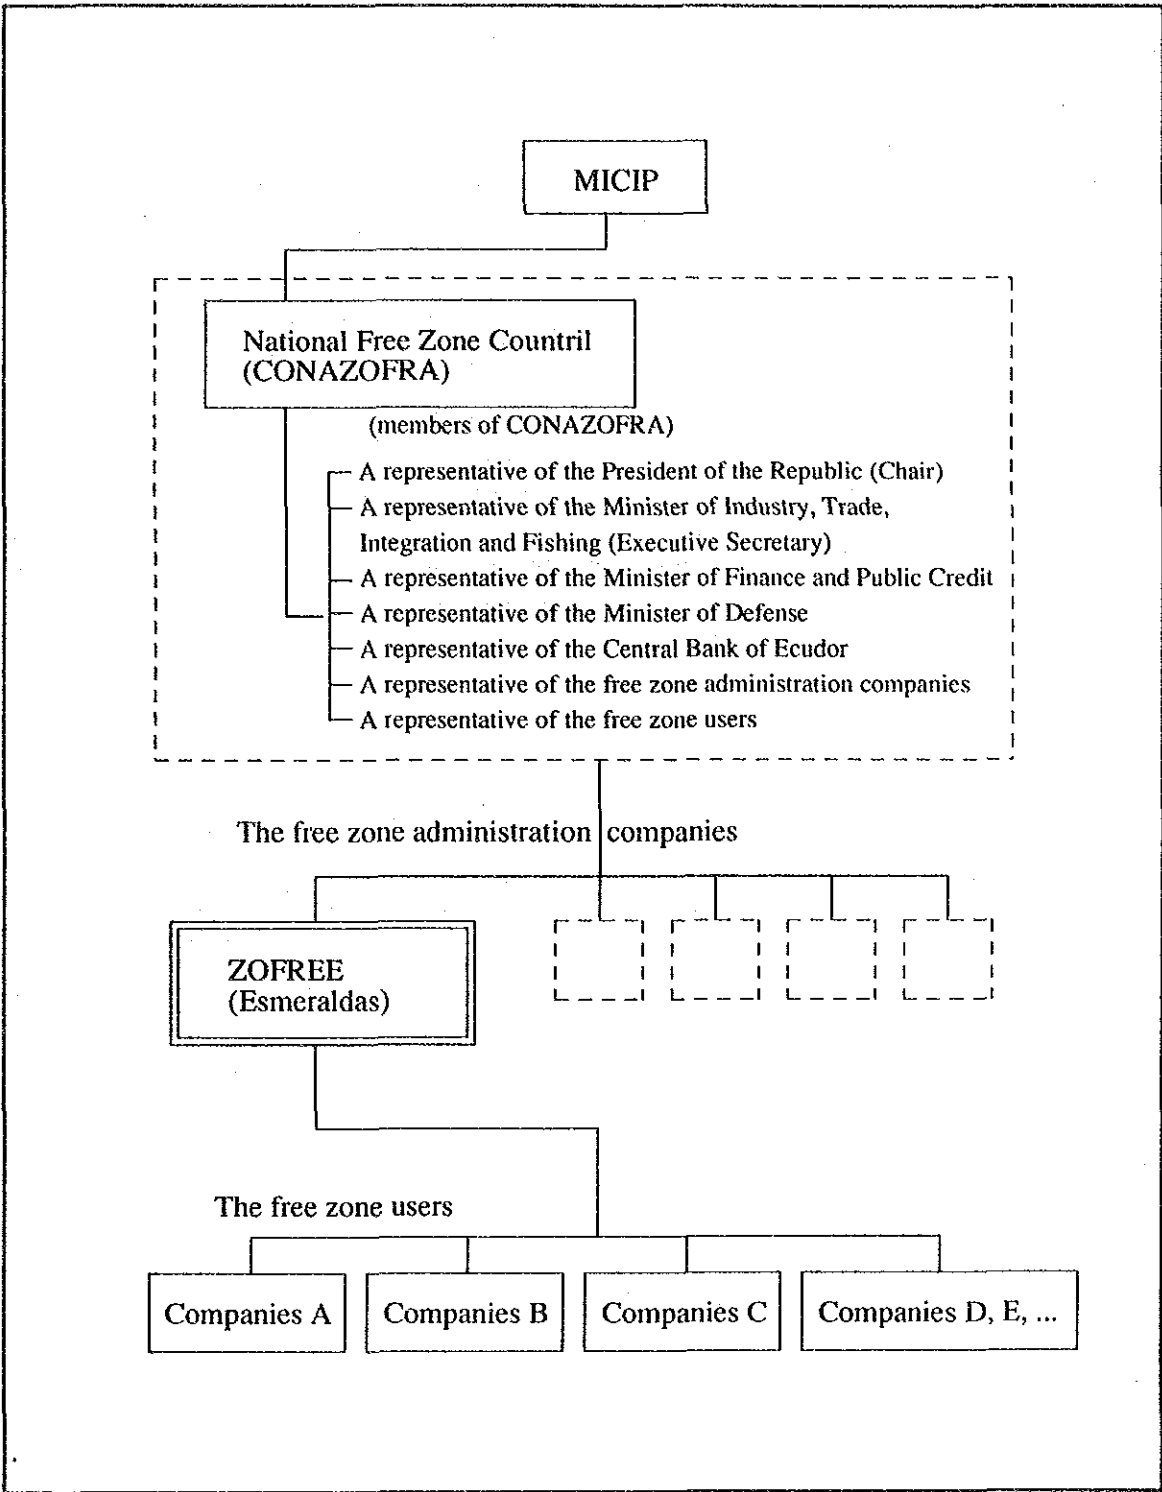 MICIP
National Free Zone Countril
(CONAZOFRA)
(members of CONAZOFRA)
A representative of the President of the Republic (Chair)
A representative of the Minister of Industry, Trade,
Integration and Fishing (Executive Secretary)
A representative of the Minister of Finance and Public Credit
A representative of the Minister of Defense
A representative of the Central Bank of Ecudor
A representative of the free zone administration companies
A representative of the free zone users
The free zone administration companies
ZOFREE
(Esmeraldas)
The free zone users
Companies A
Companies B
Companies C
Companies D, E, ...